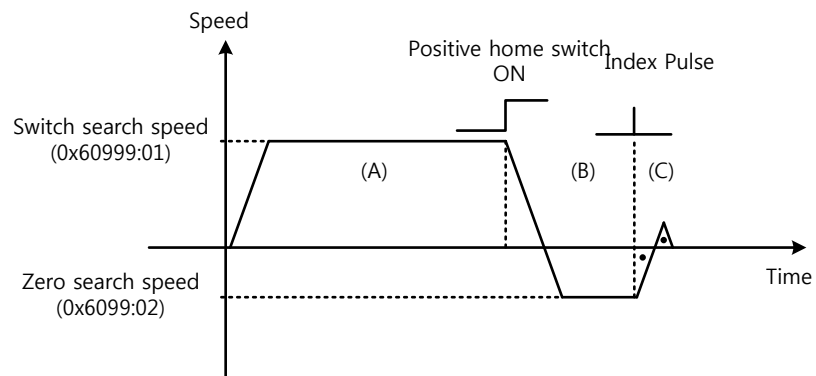 Speed
Positive home switch
ON
Index Pulse
Switch search speed
(0x60999:01)
(A)
(B)
(C)
Zero search speed
(0x6099:02)
Time